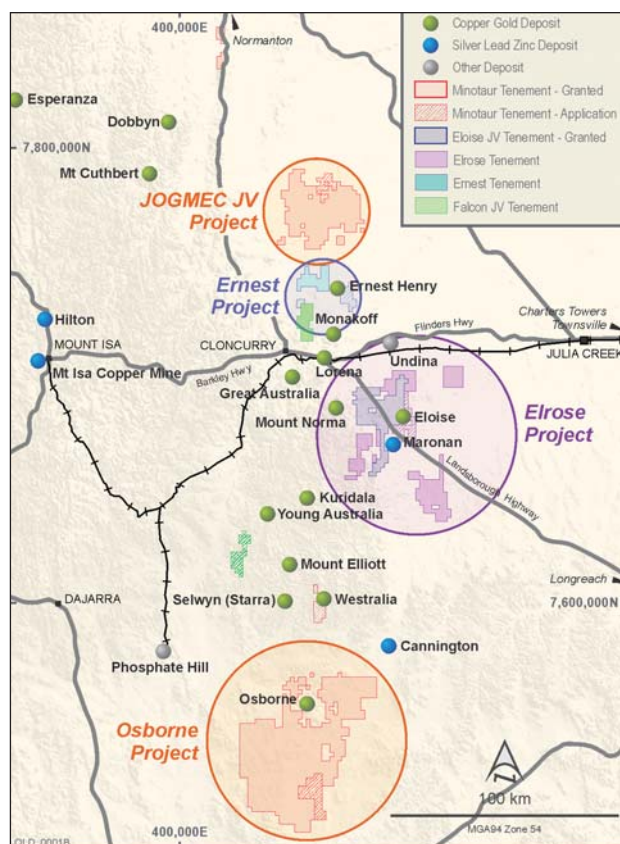 400,000E
Normanton
Copper Gold Deposit
Silver Lead Zinc Deposit
Other Deposit
Minotaur Tenement - Granted
Minotaur Tenement - Application
Eloise JV Tenement - Granted
Elrose Tenement
Ernest Tenement
Falcon JV Tenement
Esperanza
Dobbyn
7,800,000N
Mt Cuthbert
JOGMEC JV
Project
Ernest
Project
Ernest Henry
Monakoff
Hilton
MOUNT ISA
CLONCURRY
Flinders Hwy
Charters Towers
Townsville
Mt Isa Copper Mine
Barkley Hwy
Lorena
Undina
JULIA CREEK
Great Australia
Mount Norma
Eloise
Maronan
Elrose
Project
Landsborough Highway
Kuridala
Young Australia
Mount Elliott
Longreach
DAJARRA
Selwyn (Starra)
Westralia
7,600,000N
Phosphate Hill
Cannington
Osborne
Osborne
Project
100 km
MGA94 Zone 54
400,000E
QLD_0001B